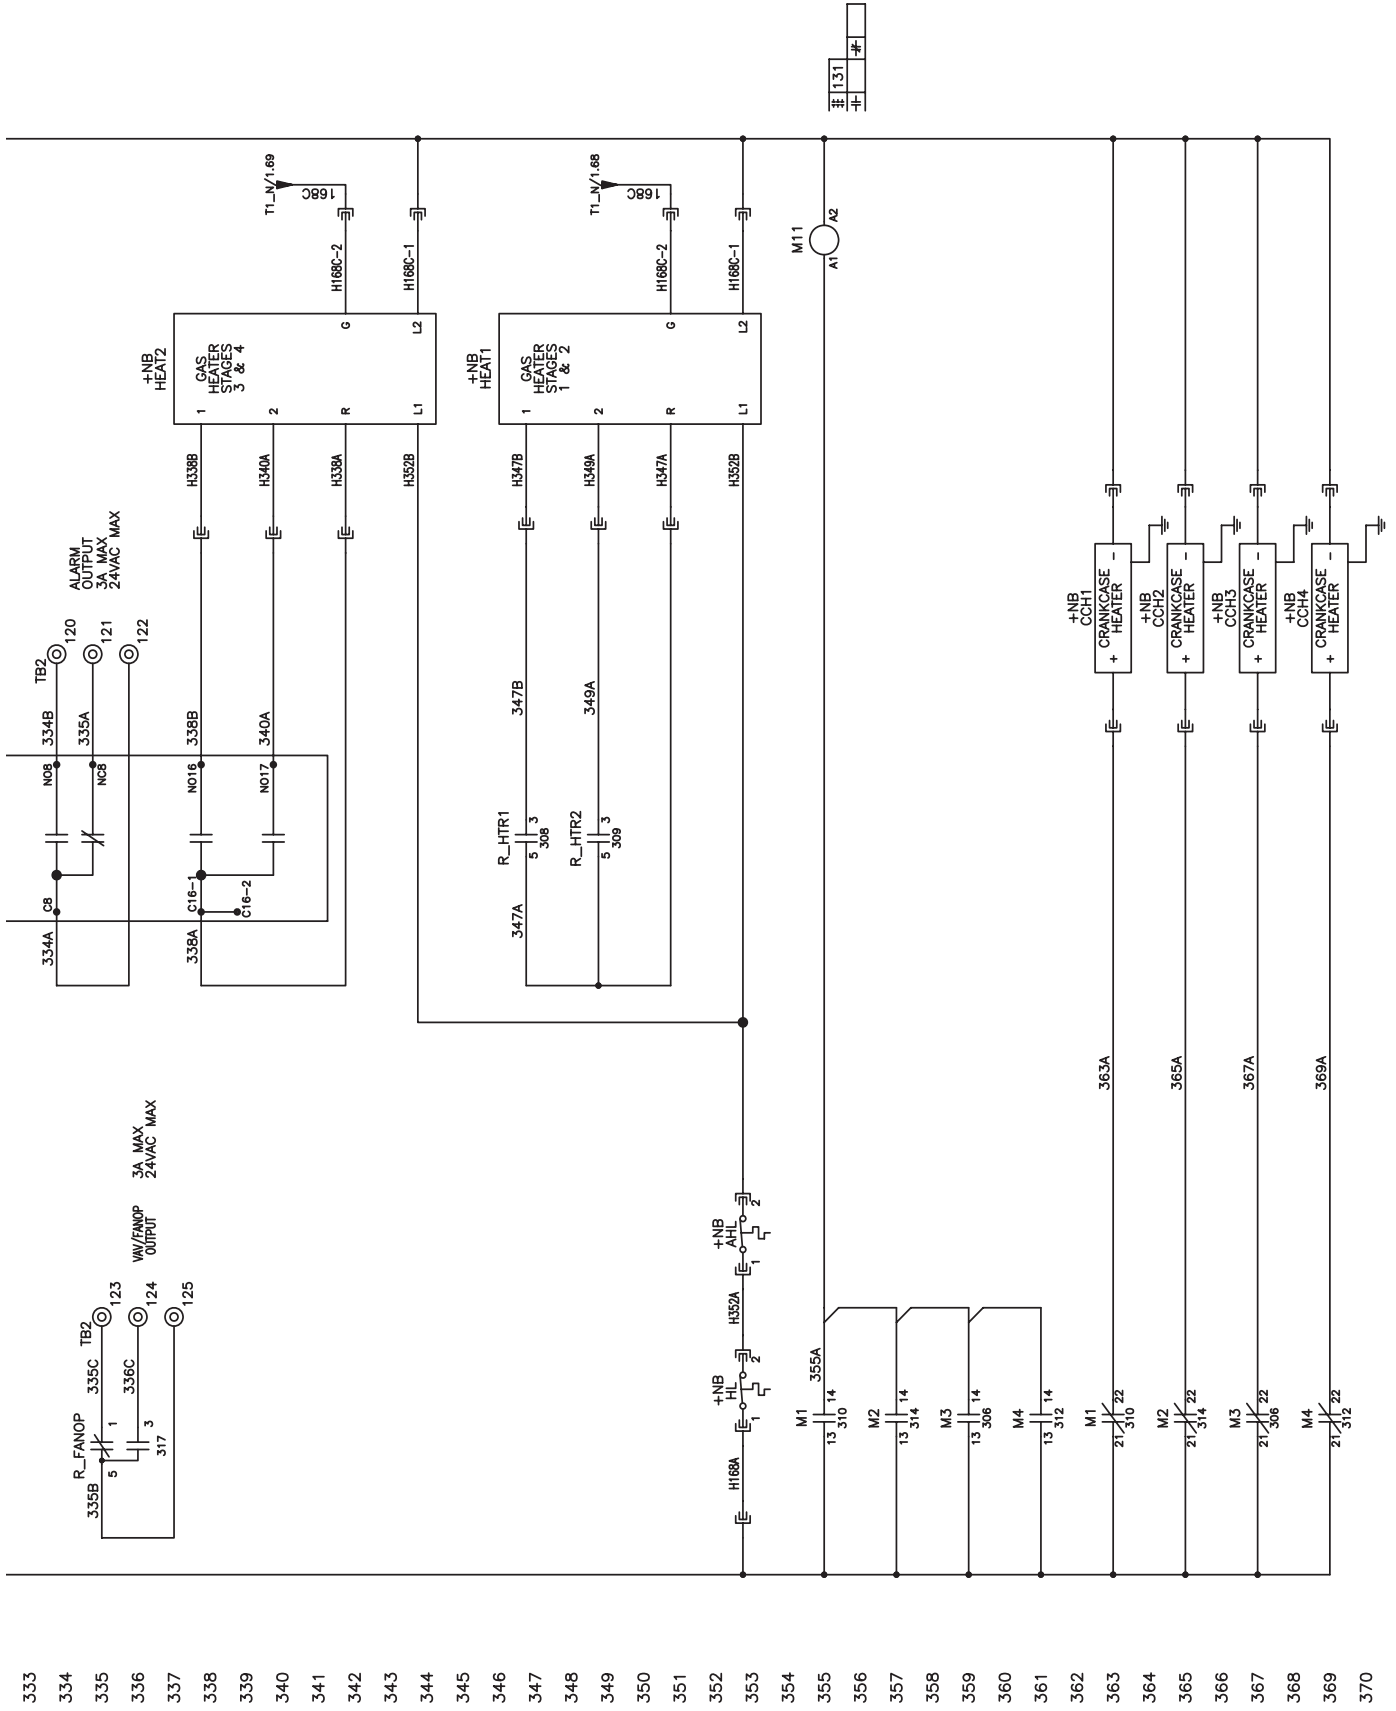 333
334
335
336
337
338
339
340
341
342
343
344
345
346
347
348
349
350
351
352
353
354
355
356
357
358
359
360
361
362
363
364
365
366
367
368
369
370
334A
C8
NO8
334B
TB2
120
NC8
335A
121
122
ALARM
OUTPUT
3A MAX
24VAC MAX
R_FANOP
335B
5
1
3
317
335C
336C
TB2
123
124
125
VAV/FANOP
OUTPUT
3A MAX
24VAC MAX
338A
C16-1
C16-2
NO16
338B
NO17
340A
H338B
H340A
H338A
H352B
+NB
HEAT2
GAS
HEATER
STAGES
3 & 4
1
2
R
L1
G
L2
H168C-2
H168C-1
168C
T1_N/1.69
347A
R_HTR1
5
3
308
347B
R_HTR2
5
3
309
349A
H347B
H349A
H347A
H352B
+NB
HEAT1
GAS
HEATER
STAGES
1 & 2
1
2
R
L1
G
L2
H168C-2
H168C-1
168C
T1_N/1.68
H168A
+NB
HL
1
2
H352A
+NB
AHL
1
2
M1
13
14
310
355A
M11
A1
A2
131
M2
13
14
314
M3
13
14
306
M4
13
14
312
M1
21
22
310
363A
+NB
CCH1
CRANKCASE
HEATER
+ -
M2
21
22
314
365A
+NB
CCH2
CRANKCASE
HEATER
+ -
M3
21
22
306
367A
+NB
CCH3
CRANKCASE
HEATER
+ -
M4
21
22
312
369A
+NB
CCH4
CRANKCASE
HEATER
+ -